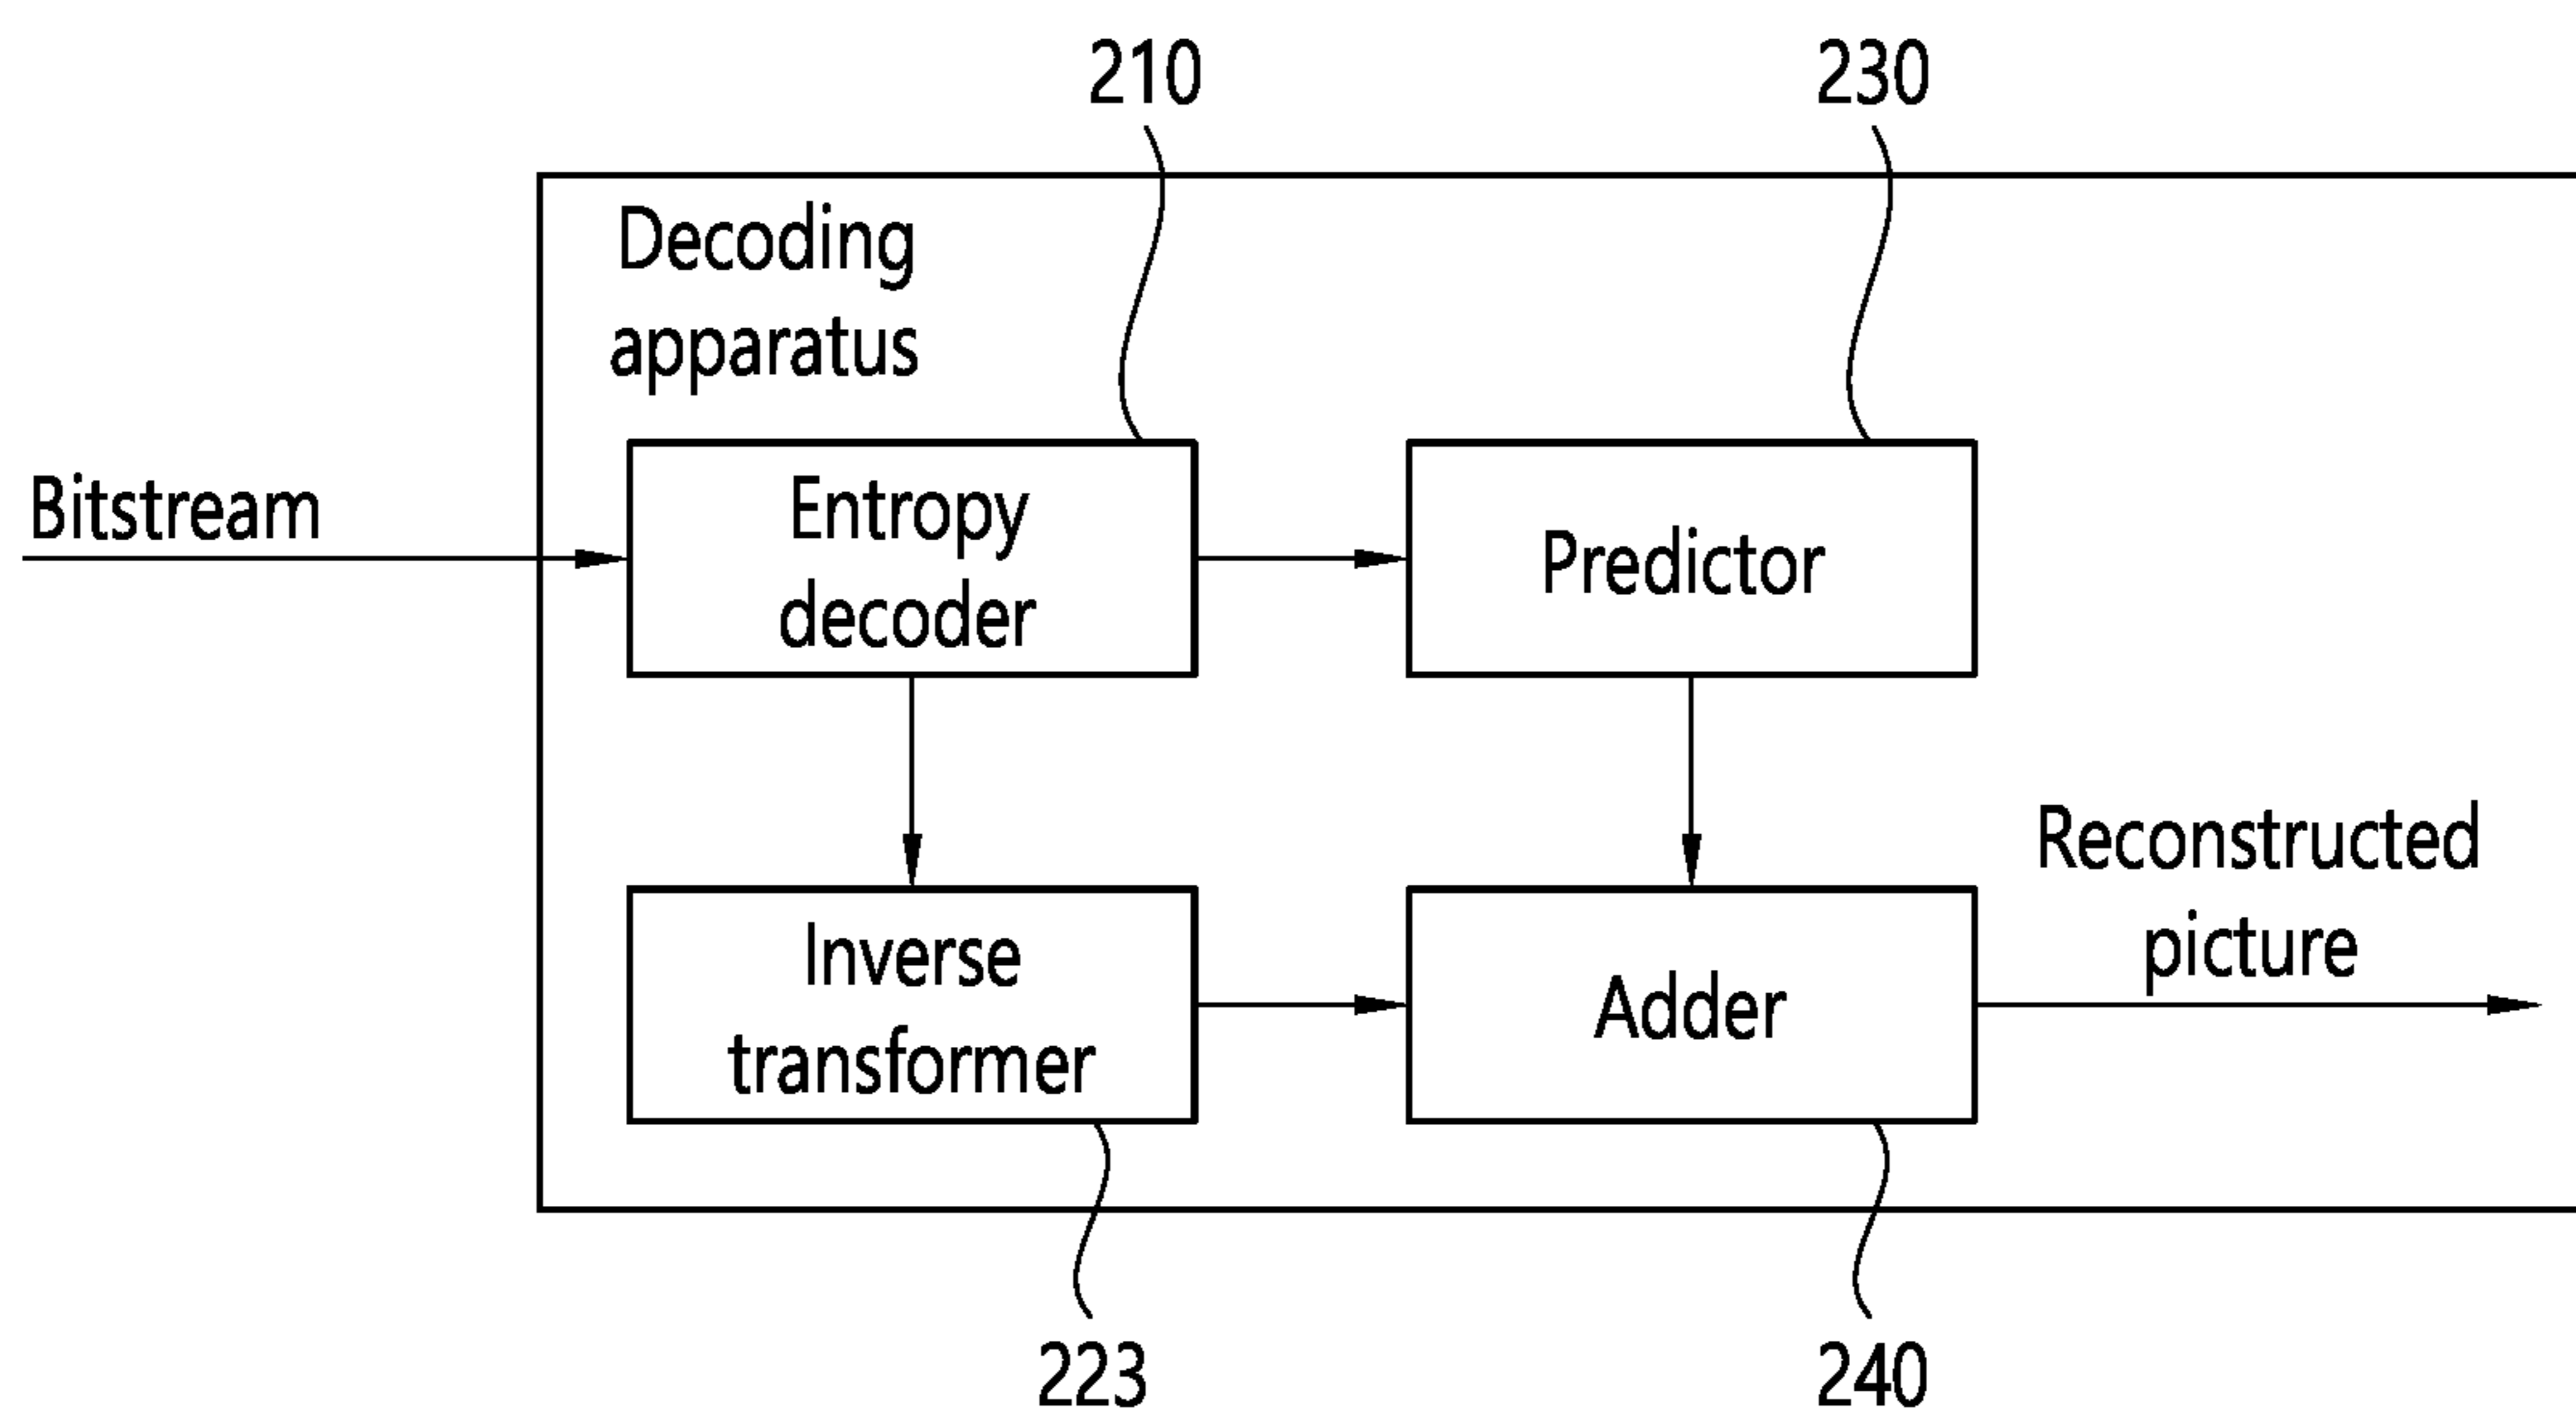 210
230
Decoding
apparatus
Bitstream
Entropy
decoder
Predictor
Reconstructed
picture
Inverse
transformer
Adder
223
240